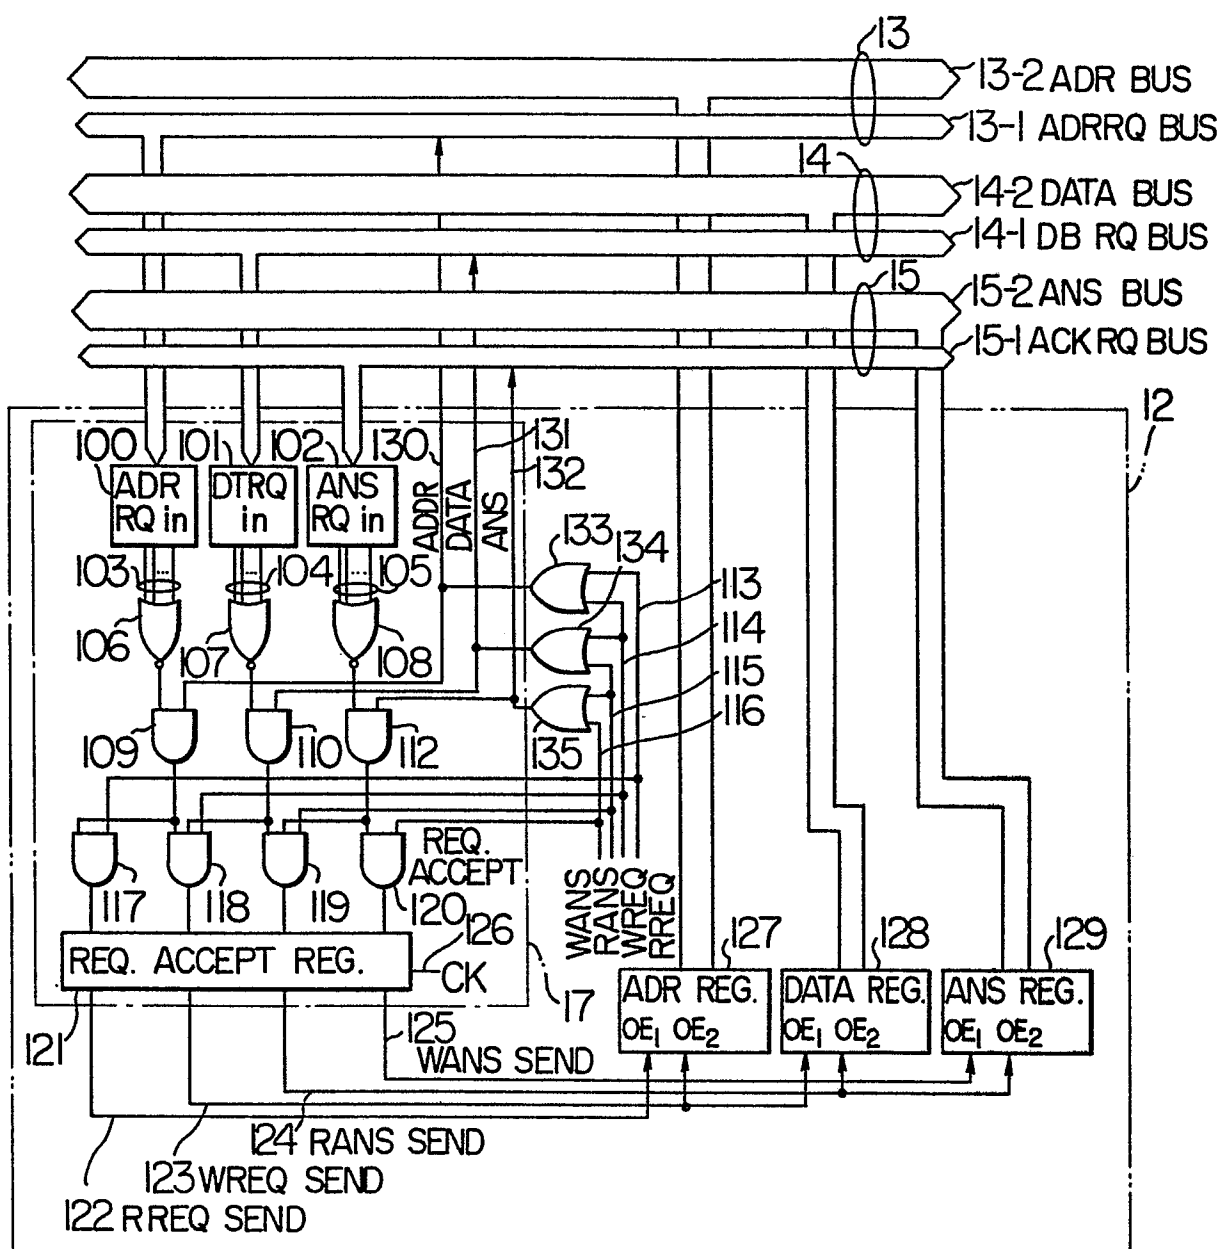 13
13-2 ADR BUS
13-1 ADRRQ BUS
14
14-2 DATA BUS
14-1 DB RQ BUS
15
15-2 ANS BUS
15-1 ACK RQ BUS
12
100
101
102
130
131
132
ADR RQ in
DTRQ in
ANS RQ in
ADDR
DATA
ANS
103
104
105
133
134
113
106
107
108
114
115
116
109
110
112
135
REQ. ACCEPT
117
118
119
120
WANS
RANS
WREQ
RREQ
REQ. ACCEPT REG.
126
CK
127
128
129
ADR REG.
OE1 OE2
DATA REG.
OE1 OE2
ANS REG.
OE1 OE2
17
121
125
WANS SEND
124 RANS SEND
123 WREQ SEND
122 RREQ SEND